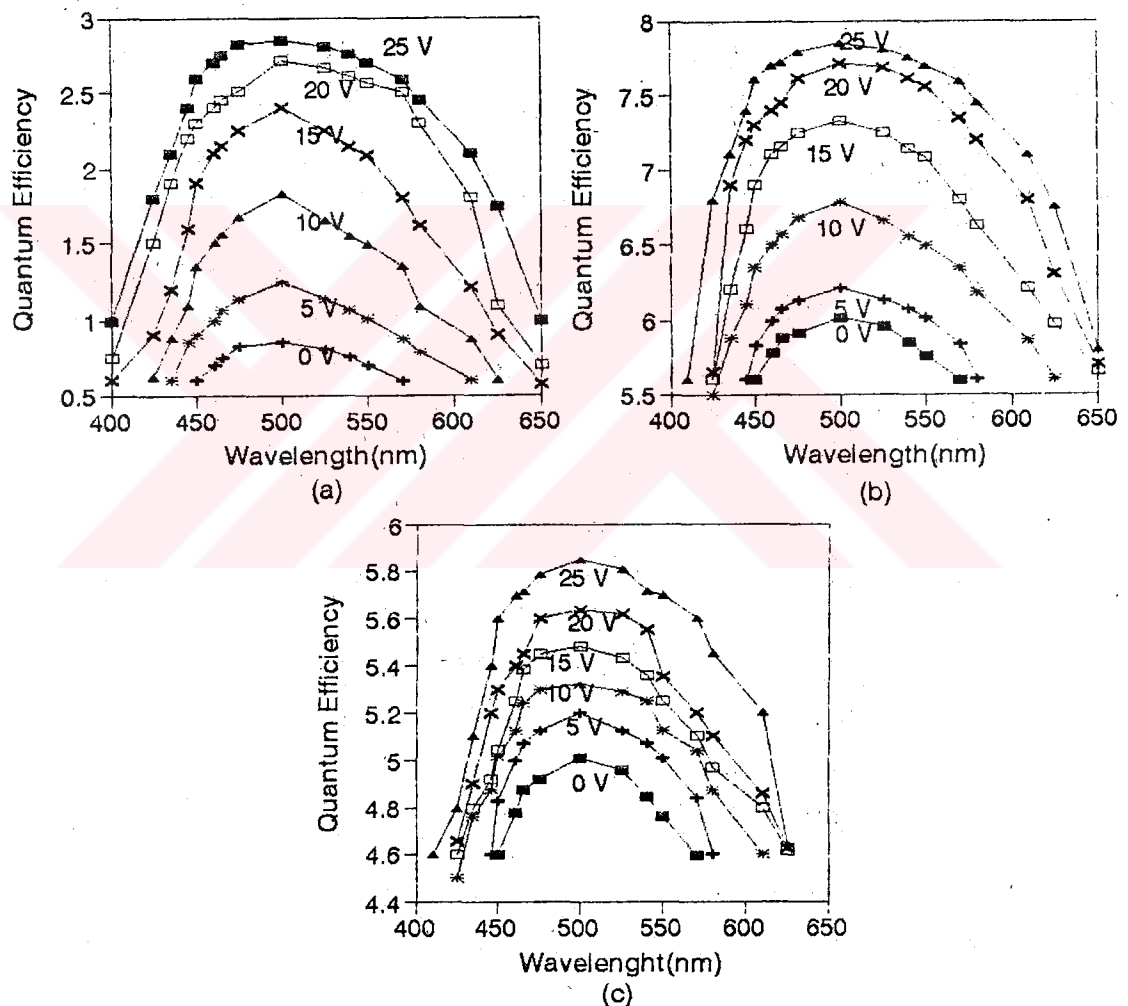 3
2.5
2
1.5
1
0.5
Quantum Efficiency
25 V
20 V
15 V
10 V
5 V
0 V
400 450 500 550 600 650
Wavelength(nm)
(a)
8
7.5
7
6.5
6
5.5
Quantum Efficiency
25 V
20 V
15 V
10 V
5 V
0 V
400 450 500 550 600 650
Wavelength(nm)
(b)
6
5.8
5.6
5.4
5.2
5
4.8
4.6
4.4
Quantum Efficiency
25 V
20 V
15 V
10 V
5 V
0 V
400 450 500 550 600 650
Wavelenght(nm)
(c)